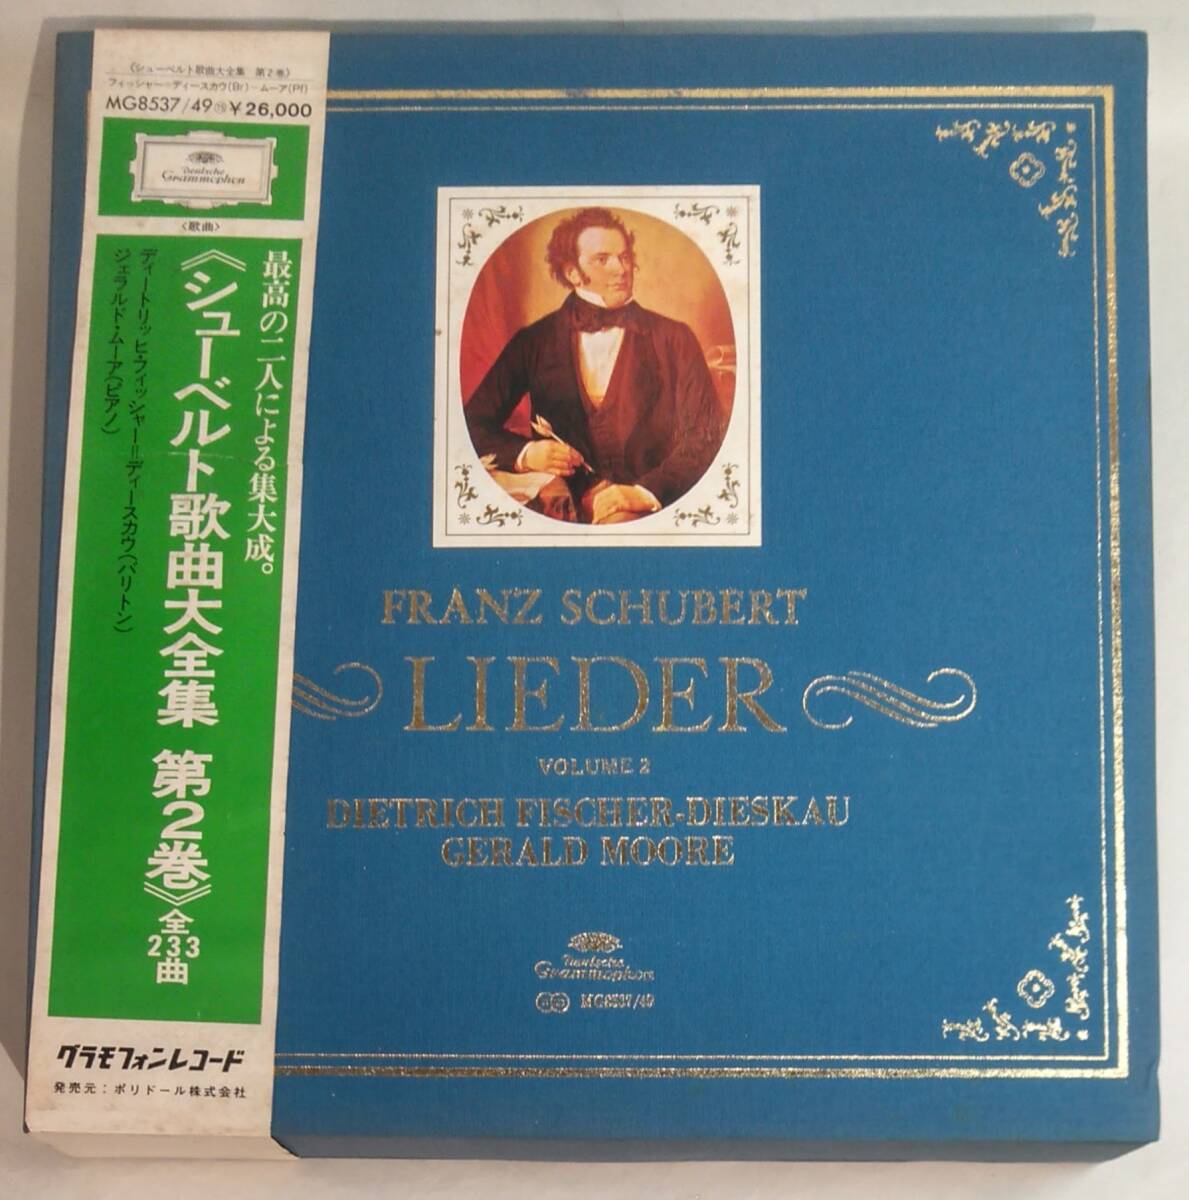 《シューベルト歌曲大全集 第2巻》
フィッシャー=ディースカウ(Br)-ムーア(Pf)
MG8537/49⑬¥26,000
Deutsche
Grammophon
〈歌曲〉
最高の二人による集大成。
《シューベルト歌曲大全集 第2巻》全233曲
ディートリッヒ・フィッシャー=ディースカウ(バリトン)
ジェラルド・ムーア(ピアノ)
グラモフォンレコード
発売元：ポリドール株式会社
FRANZ SCHUBERT
LIEDER
VOLUME 2
DIETRICH FISCHER-DIESKAU
GERALD MOORE
Deutsche
Grammophon
MG8537/49